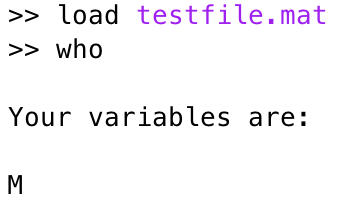 >> load testfile.mat
>> who
Your variables are:
M